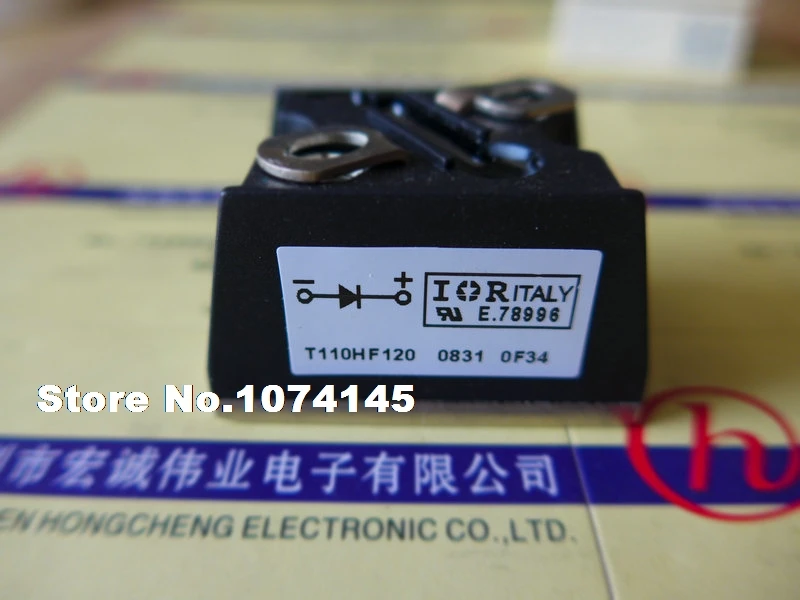 − +
IOR ITALY
E.78996
T110HF120 0831 0F34
Store No.1074145
市宏诚伟业电子有限公司
EN HONGCHENG ELECTRONIC CO.,LTD.
h